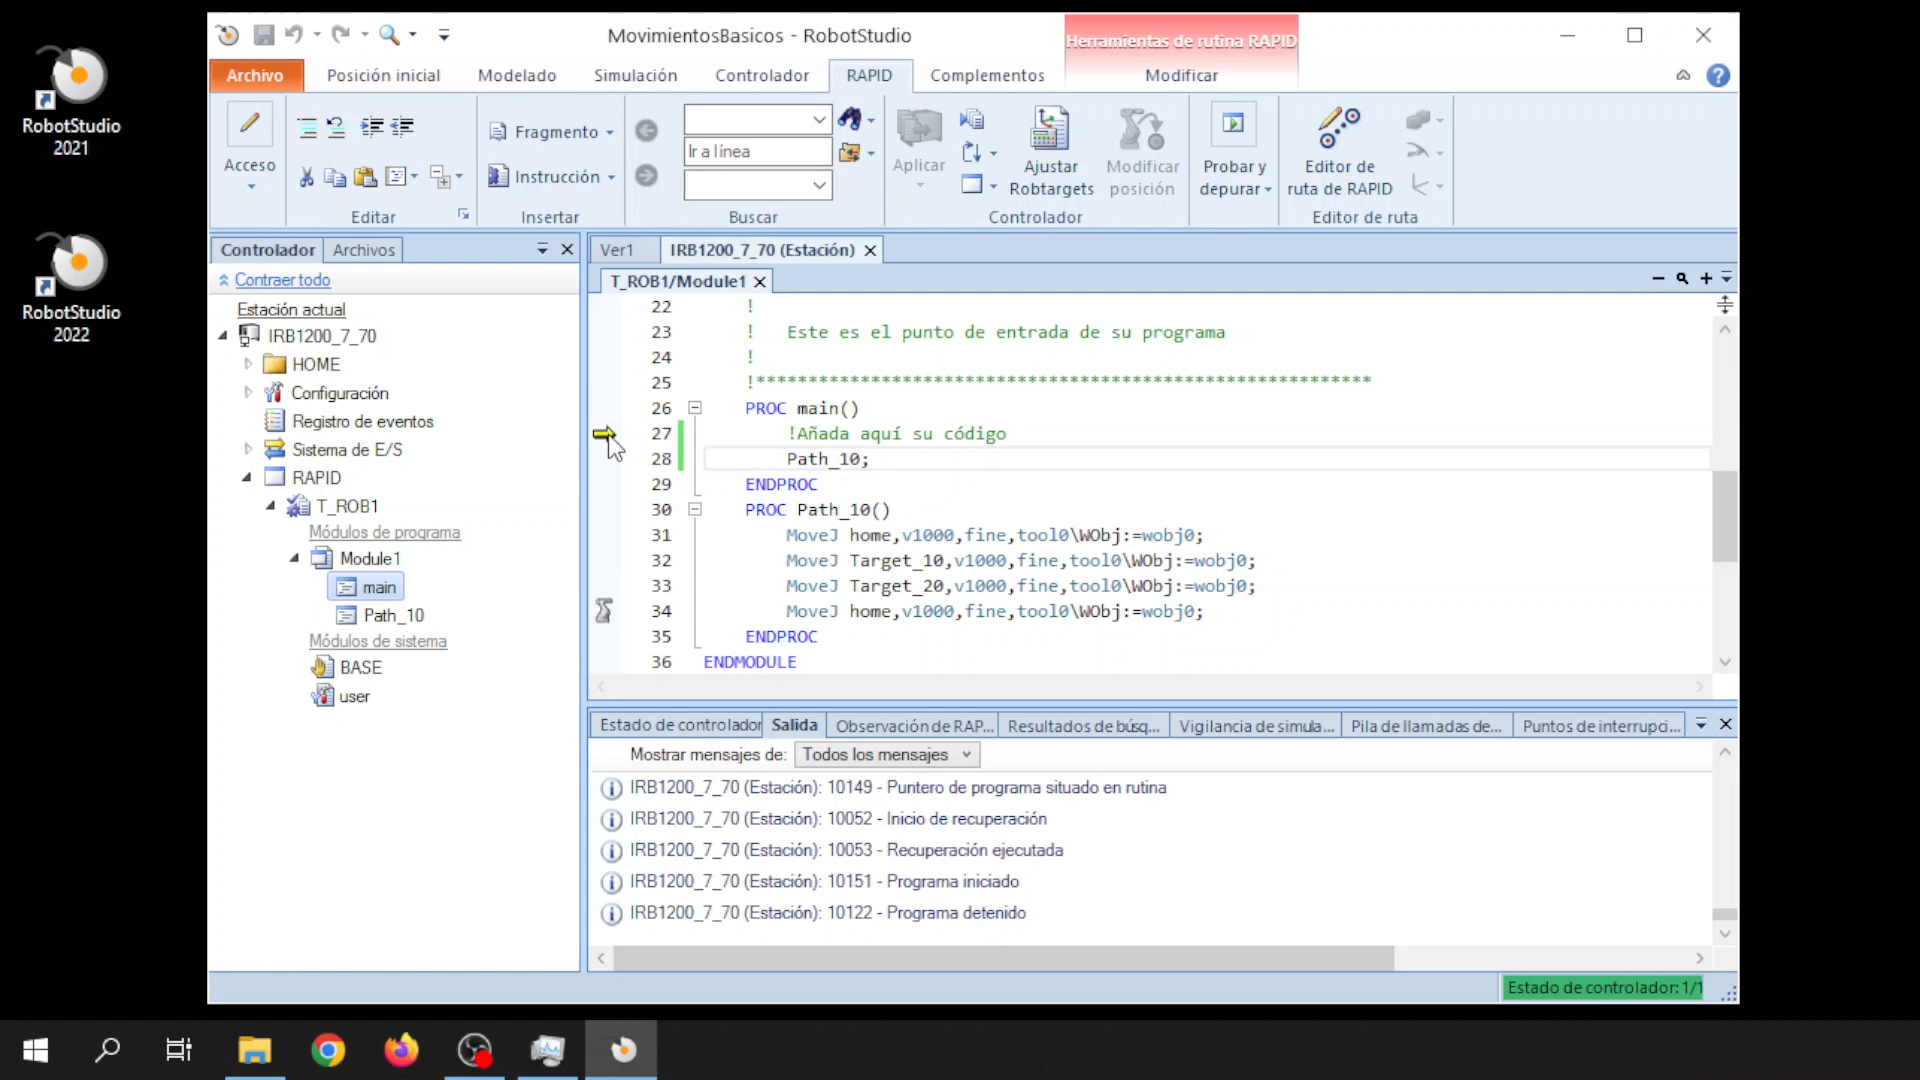 RobotStudio
2021
RobotStudio
2022
MovimientosBasicos - RobotStudio
Herramientas de rutina RAPID
Archivo
Posición inicial
Modelado
Simulación
Controlador
RAPID
Complementos
Modificar
Acceso
Editar
Fragmento
Instrucción
Insertar
Ir a línea
Buscar
Aplicar
Ajustar
Robtargets
Modificar
posición
Controlador
Probar y
depurar
Editor de
ruta de RAPID
Editor de ruta
Controlador
Archivos
Contraer todo
Estación actual
IRB1200_7_70
HOME
Configuración
Registro de eventos
Sistema de E/S
RAPID
T_ROB1
Módulos de programa
Module1
main
Path_10
Módulos de sistema
BASE
user
Ver1
IRB1200_7_70 (Estación)
T_ROB1/Module1
22 !
23 ! Este es el punto de entrada de su programa
24 !
25 !***********************************************************
26 PROC main()
27 !Añada aquí su código
28 Path_10;
29 ENDPROC
30 PROC Path_10()
31 MoveJ home,v1000,fine,tool0\WObj:=wobj0;
32 MoveJ Target_10,v1000,fine,tool0\WObj:=wobj0;
33 MoveJ Target_20,v1000,fine,tool0\WObj:=wobj0;
34 MoveJ home,v1000,fine,tool0\WObj:=wobj0;
35 ENDPROC
36 ENDMODULE
Estado de controlador
Salida
Observación de RAP...
Resultados de búsq...
Vigilancia de simula...
Pila de llamadas de...
Puntos de interrupci...
Mostrar mensajes de: Todos los mensajes
IRB1200_7_70 (Estación): 10149 - Puntero de programa situado en rutina
IRB1200_7_70 (Estación): 10052 - Inicio de recuperación
IRB1200_7_70 (Estación): 10053 - Recuperación ejecutada
IRB1200_7_70 (Estación): 10151 - Programa iniciado
IRB1200_7_70 (Estación): 10122 - Programa detenido
Estado de controlador: 1/1